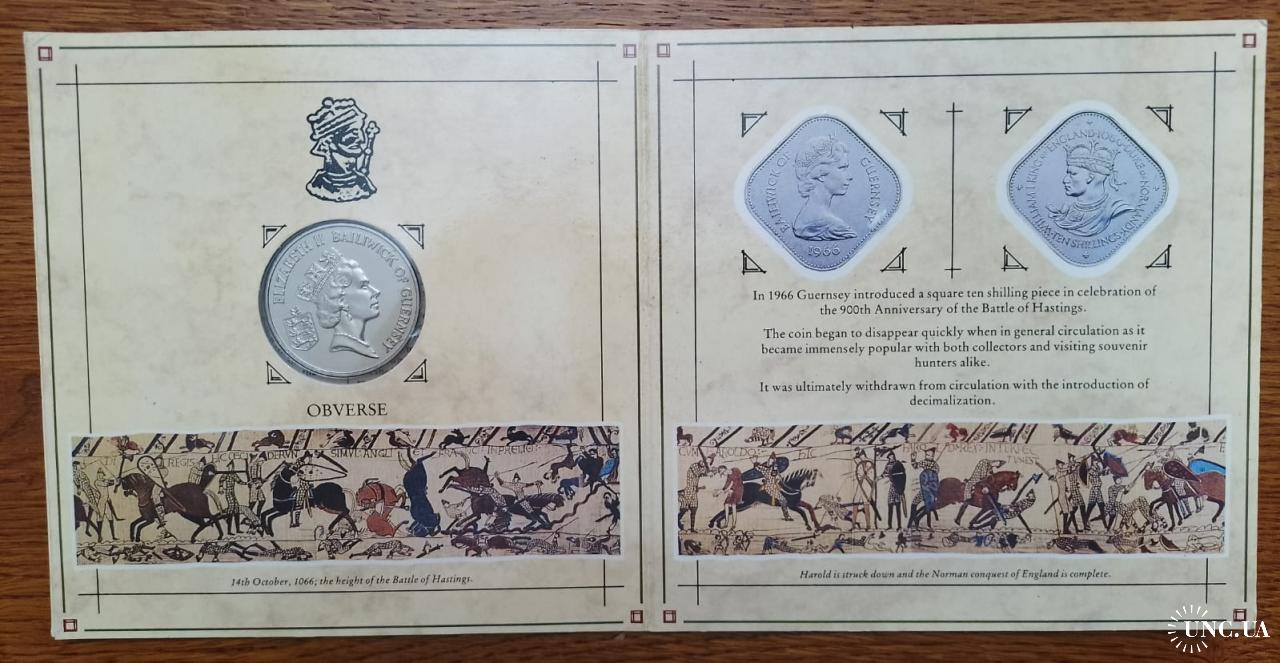 ELIZABETH II BAILIWICK OF GUERNSEY
OBVERSE
14th October, 1066; the height of the Battle of Hastings.
BAILIWICK OF GUERNSEY
1966
WILLIAM I KING OF ENGLAND·1066·DUKE OF NORMANDY
TEN SHILLINGS
In 1966 Guernsey introduced a square ten shilling piece in celebration of
the 900th Anniversary of the Battle of Hastings.
The coin began to disappear quickly when in general circulation as it
became immensely popular with both collectors and visiting souvenir
hunters alike.
It was ultimately withdrawn from circulation with the introduction of
decimalization.
Harold is struck down and the Norman conquest of England is complete.
UNC.UA